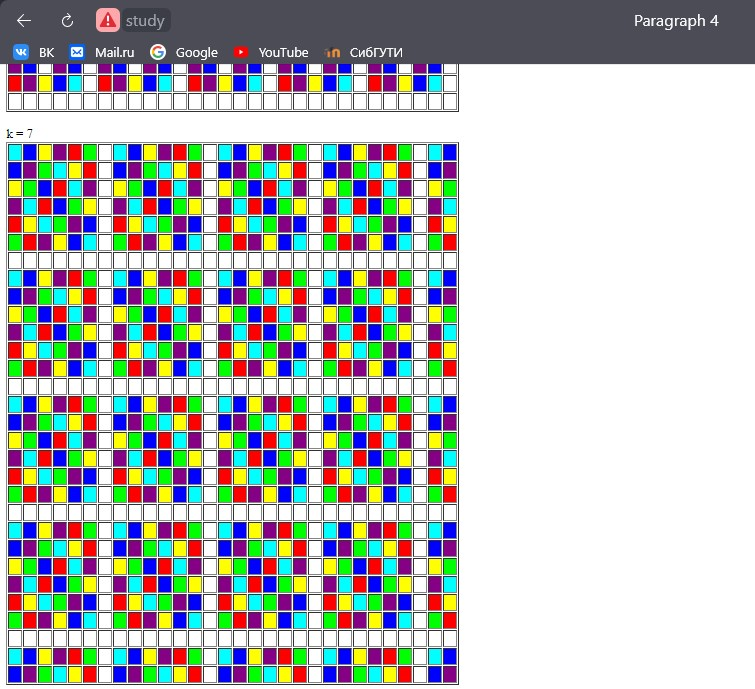 study
Paragraph 4
ВК
Mail.ru
Google
YouTube
СибГУТИ
k = 7